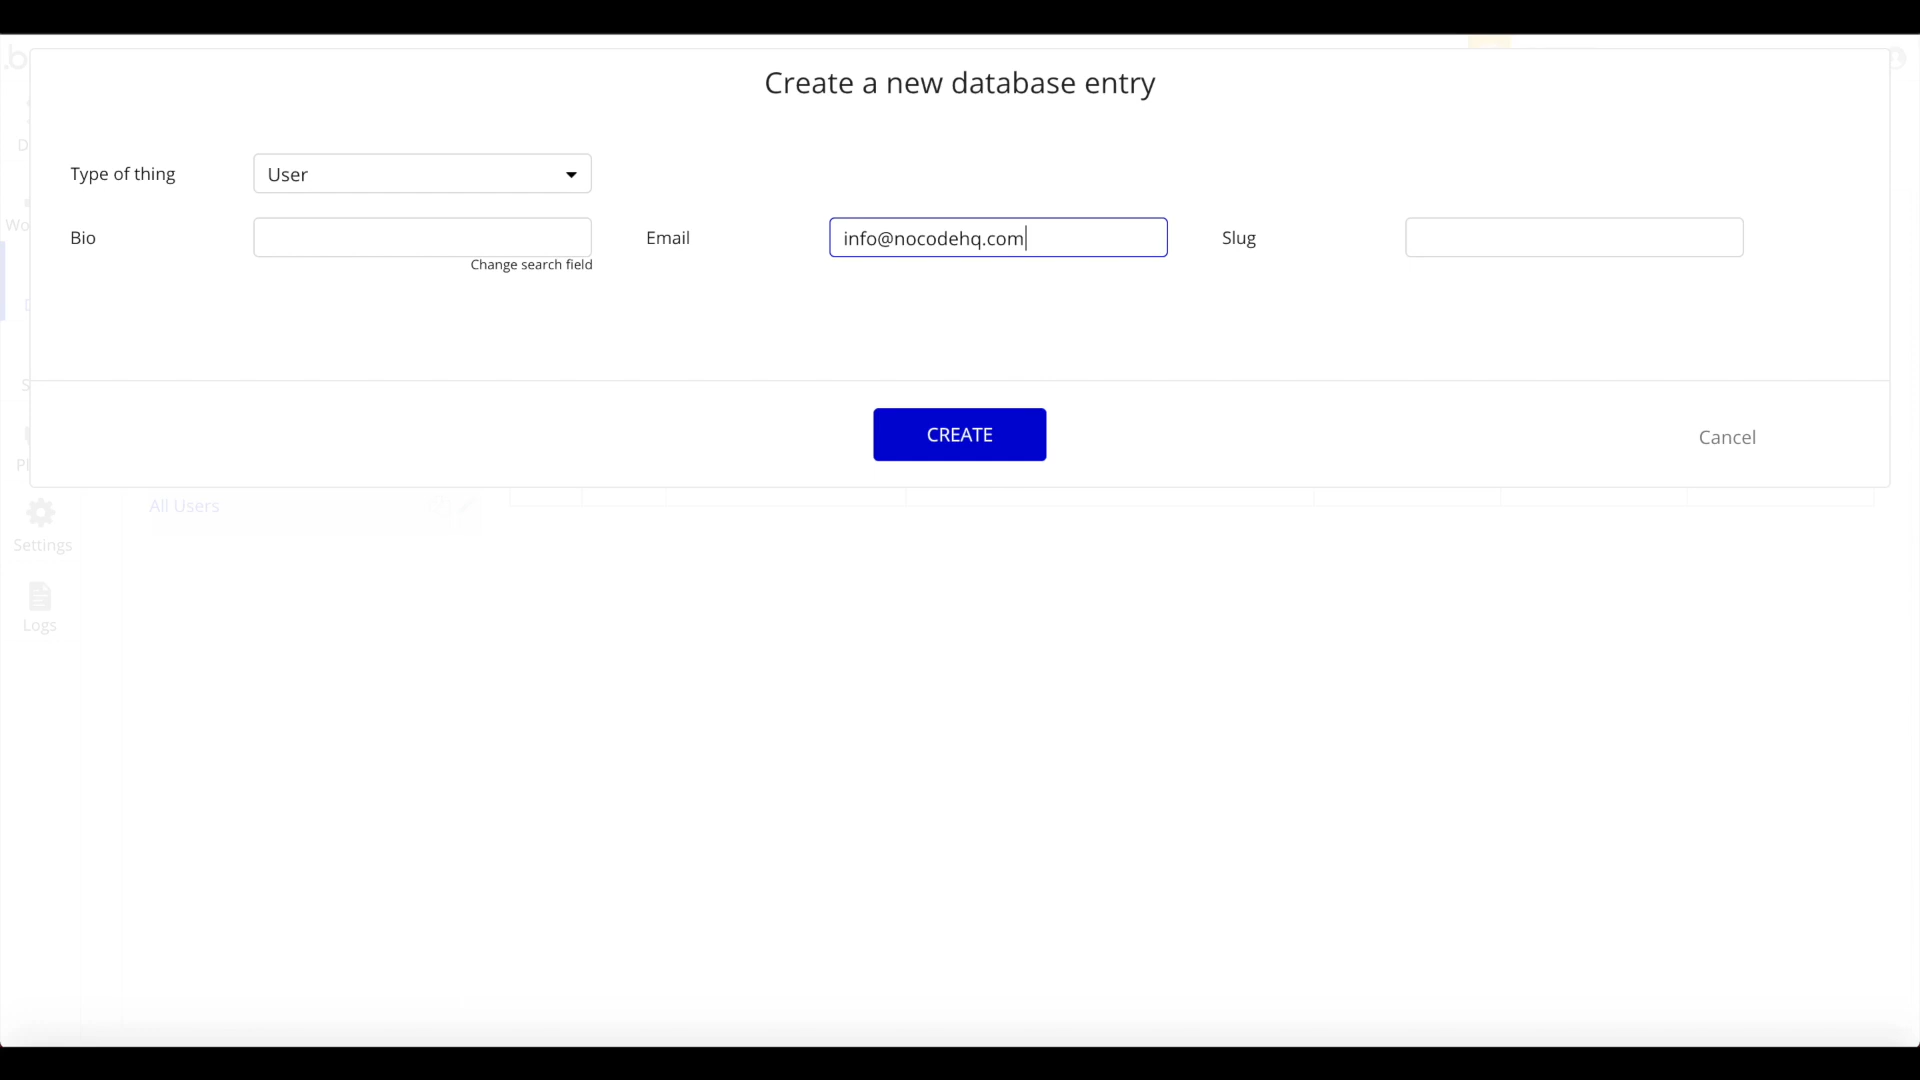 .b
Create a new database entry
Type of thing
User
Bio
Change search field
Email
info@nocodehq.com
Slug
CREATE
Cancel
All Users
Settings
Logs